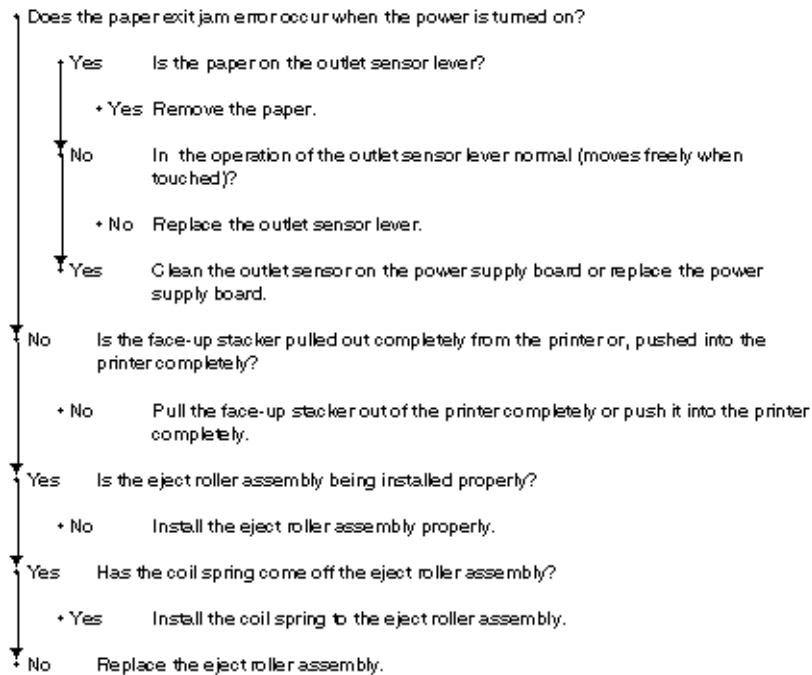 Does the paper exit jam error occur when the power is turned on?
Yes Is the paper on the outlet sensor lever?
Yes Remove the paper.
No In the operation of the outlet sensor lever normal (moves freely when
touched)?
No Replace the outlet sensor lever.
Yes Clean the outlet sensor on the power supply board or replace the power
supply board.
No Is the face-up stacker pulled out completely from the printer or, pushed into the
printer completely?
No Pull the face-up stacker out of the printer completely or push it into the printer
completely.
Yes Is the eject roller assembly being installed properly?
No Install the eject roller assembly properly.
Yes Has the coil spring come off the eject roller assembly?
Yes Install the coil spring to the eject roller assembly.
No Replace the eject roller assembly.